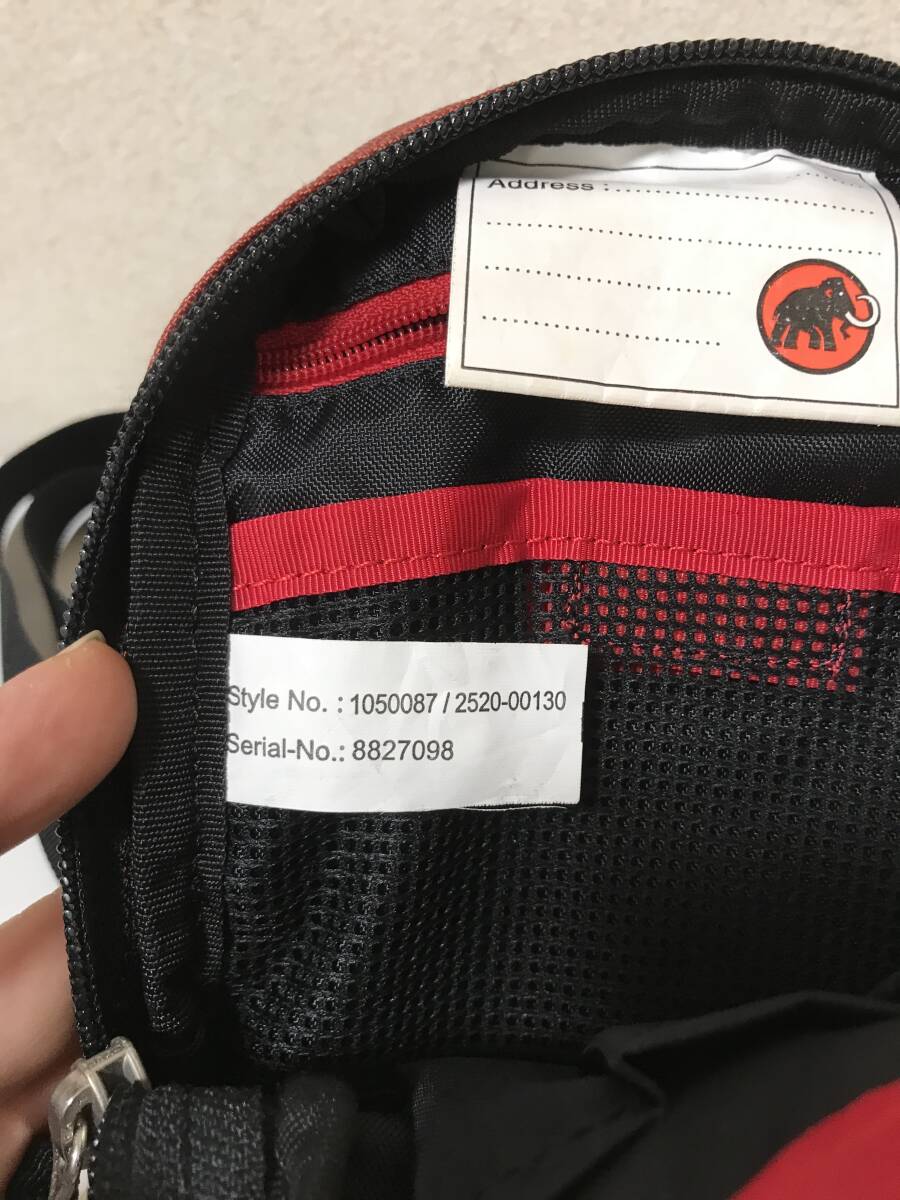 Address :
Style No. : 1050087 / 2520-00130
Serial-No.: 8827098